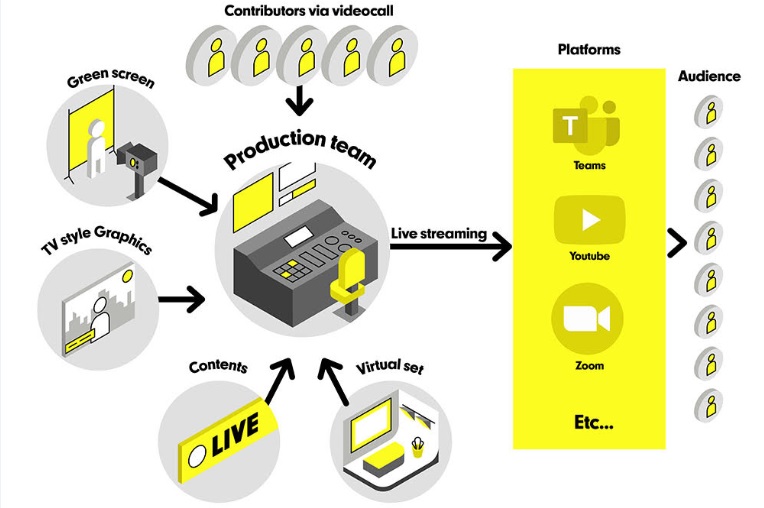 Contributors via videocall
Green screen
Production team
TV style Graphics
Contents
LIVE
Virtual set
Live streaming
Platforms
T
Teams
Youtube
Zoom
Etc...
Audience